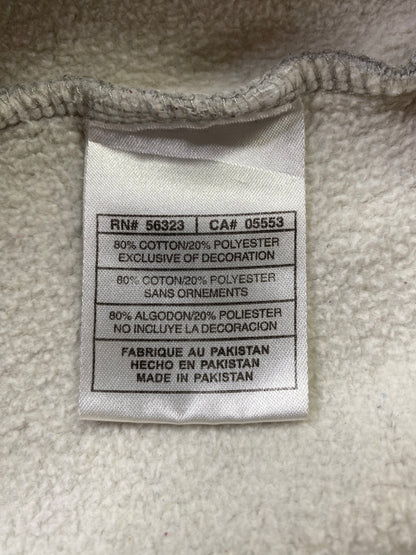 RN# 56323 CA# 05553
80% COTTON/20% POLYESTER
EXCLUSIVE OF DECORATION
80% COTON/20% POLYESTER
SANS ORNEMENTS
80% ALGODON/20% POLIESTER
NO INCLUYE LA DECORACION
FABRIQUE AU PAKISTAN
HECHO EN PAKISTAN
MADE IN PAKISTAN